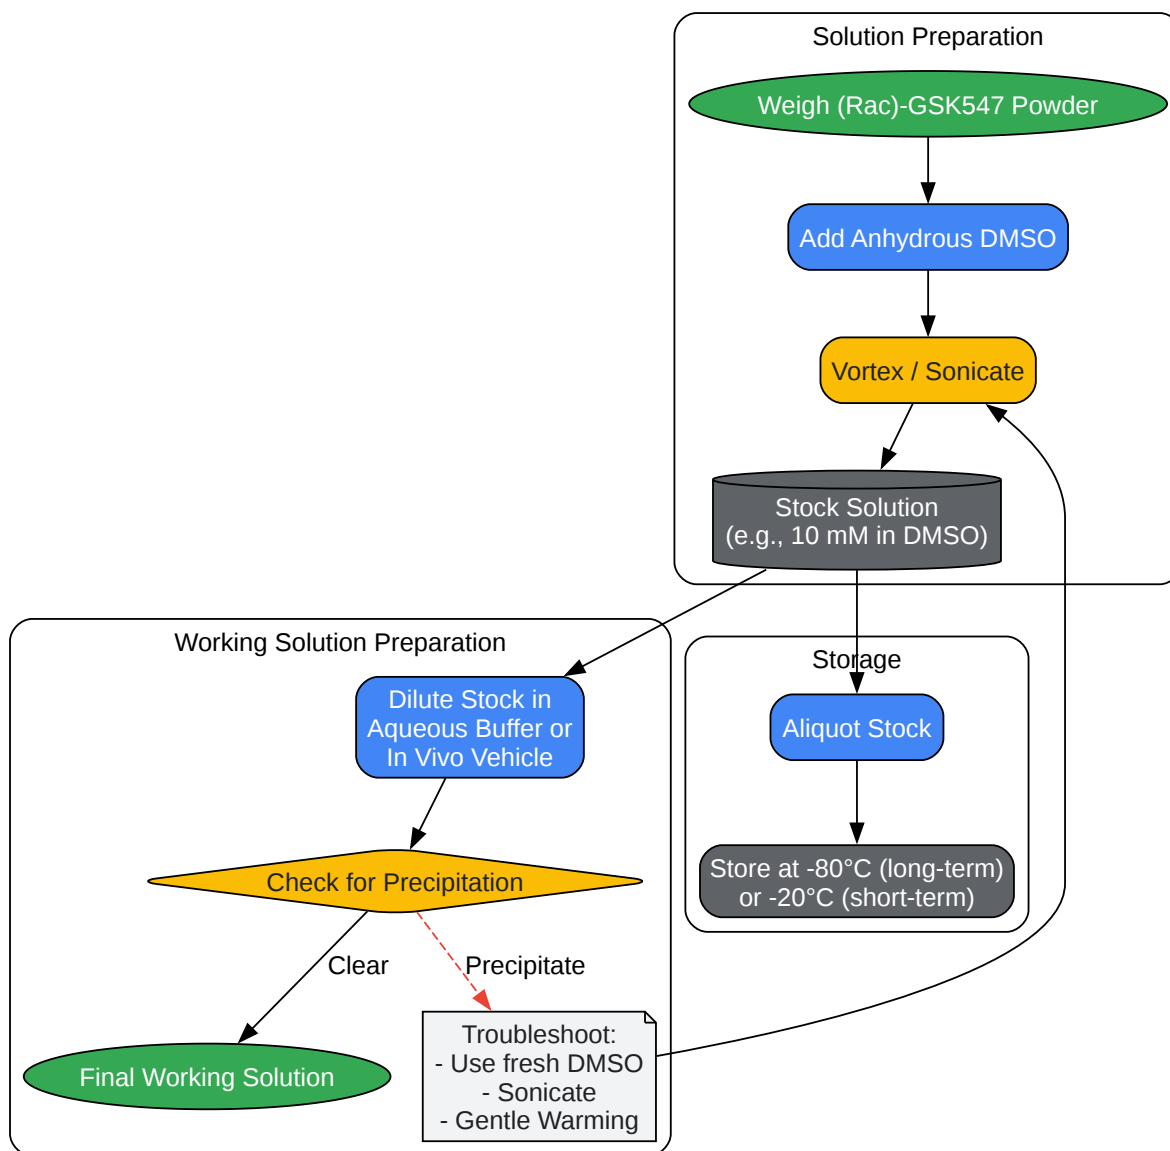 Solution Preparation
Weigh (Rac)-GSK547 Powder
Add Anhydrous DMSO
Vortex / Sonicate
Stock Solution
(e.g., 10 mM in DMSO)
Working Solution Preparation
Dilute Stock in
Aqueous Buffer or
In Vivo Vehicle
Check for Precipitation
Clear
Precipitate
Final Working Solution
Troubleshoot:
- Use fresh DMSO
- Sonicate
- Gentle Warming
Storage
Aliquot Stock
Store at -80°C (long-term)
or -20°C (short-term)